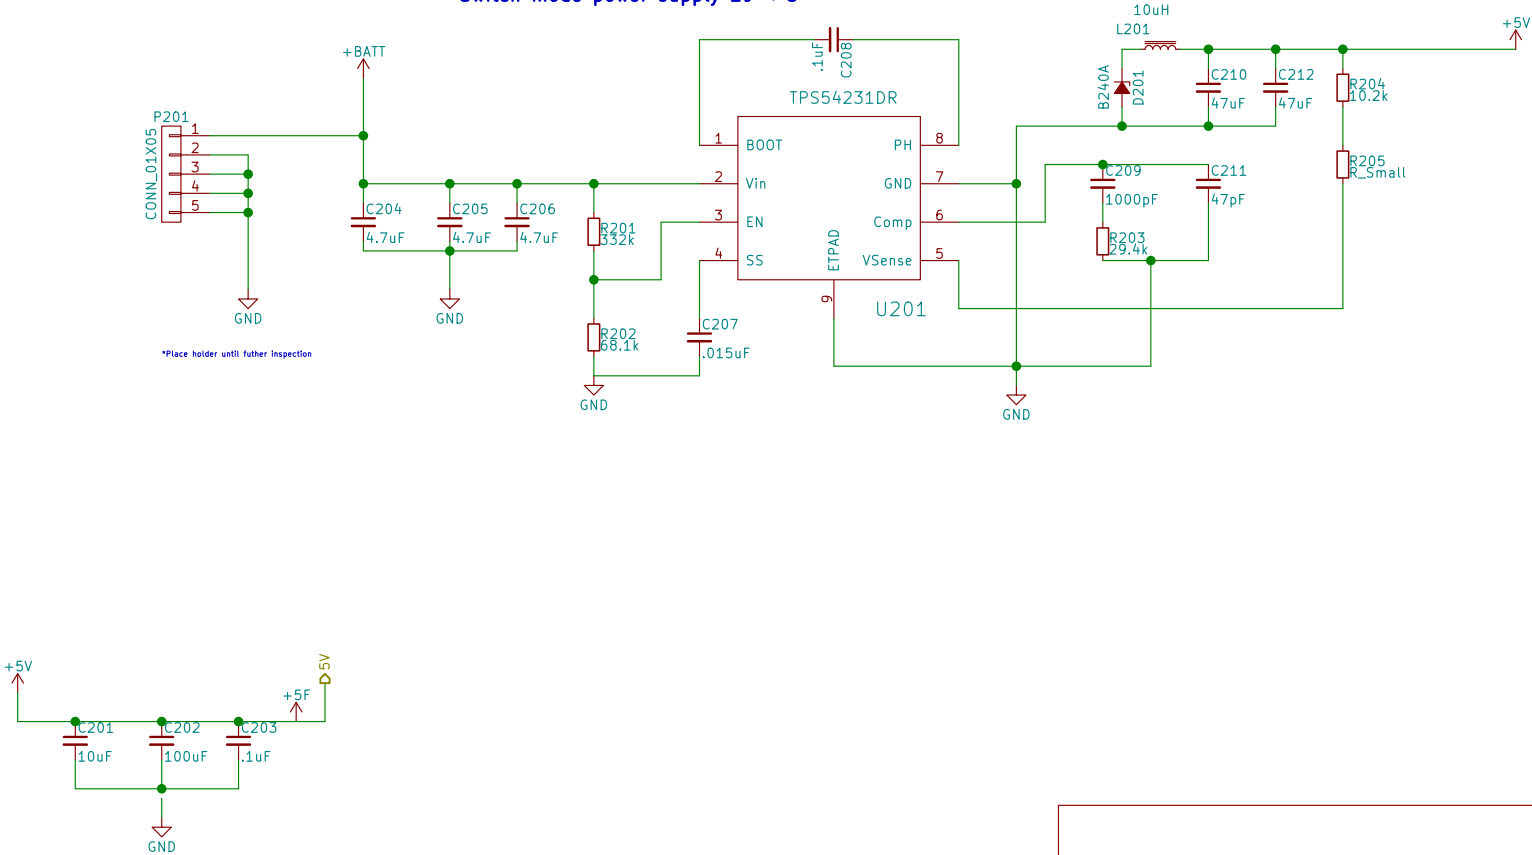 +BATT
P201
CONN_01X05
1
2
3
4
5
GND
*Place holder until futher inspection
C204
4.7uF
C205
4.7uF
C206
4.7uF
GND
R201
332k
R202
68.1k
GND
C207
.015uF
.1uF
C208
TPS54231DR
1
BOOT
2
Vin
3
EN
4
SS
PH
8
GND
7
Comp
6
VSense
5
ETPAD
9
U201
10uH
L201
+5V
B240A
D201
C210
47uF
C212
47uF
R204
10.2k
R205
R_Small
C209
1000pF
C211
47pF
R203
29.4k
GND
+5V
5V
+5F
C201
10uF
C202
100uF
C203
.1uF
GND